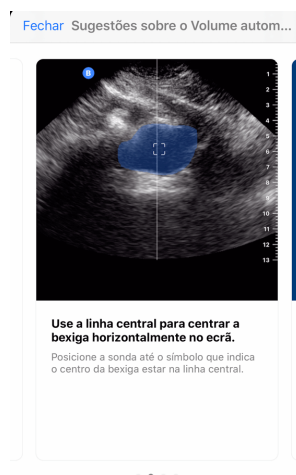 Fechar Sugestões sobre o Volume autom...
B
1
2
3
4
5
6
7
8
9
10
11
12
13
Use a linha central para centrar a
bexiga horizontalmente no ecrã.
Posicione a sonda até o símbolo que indica
o centro da bexiga estar na linha central.